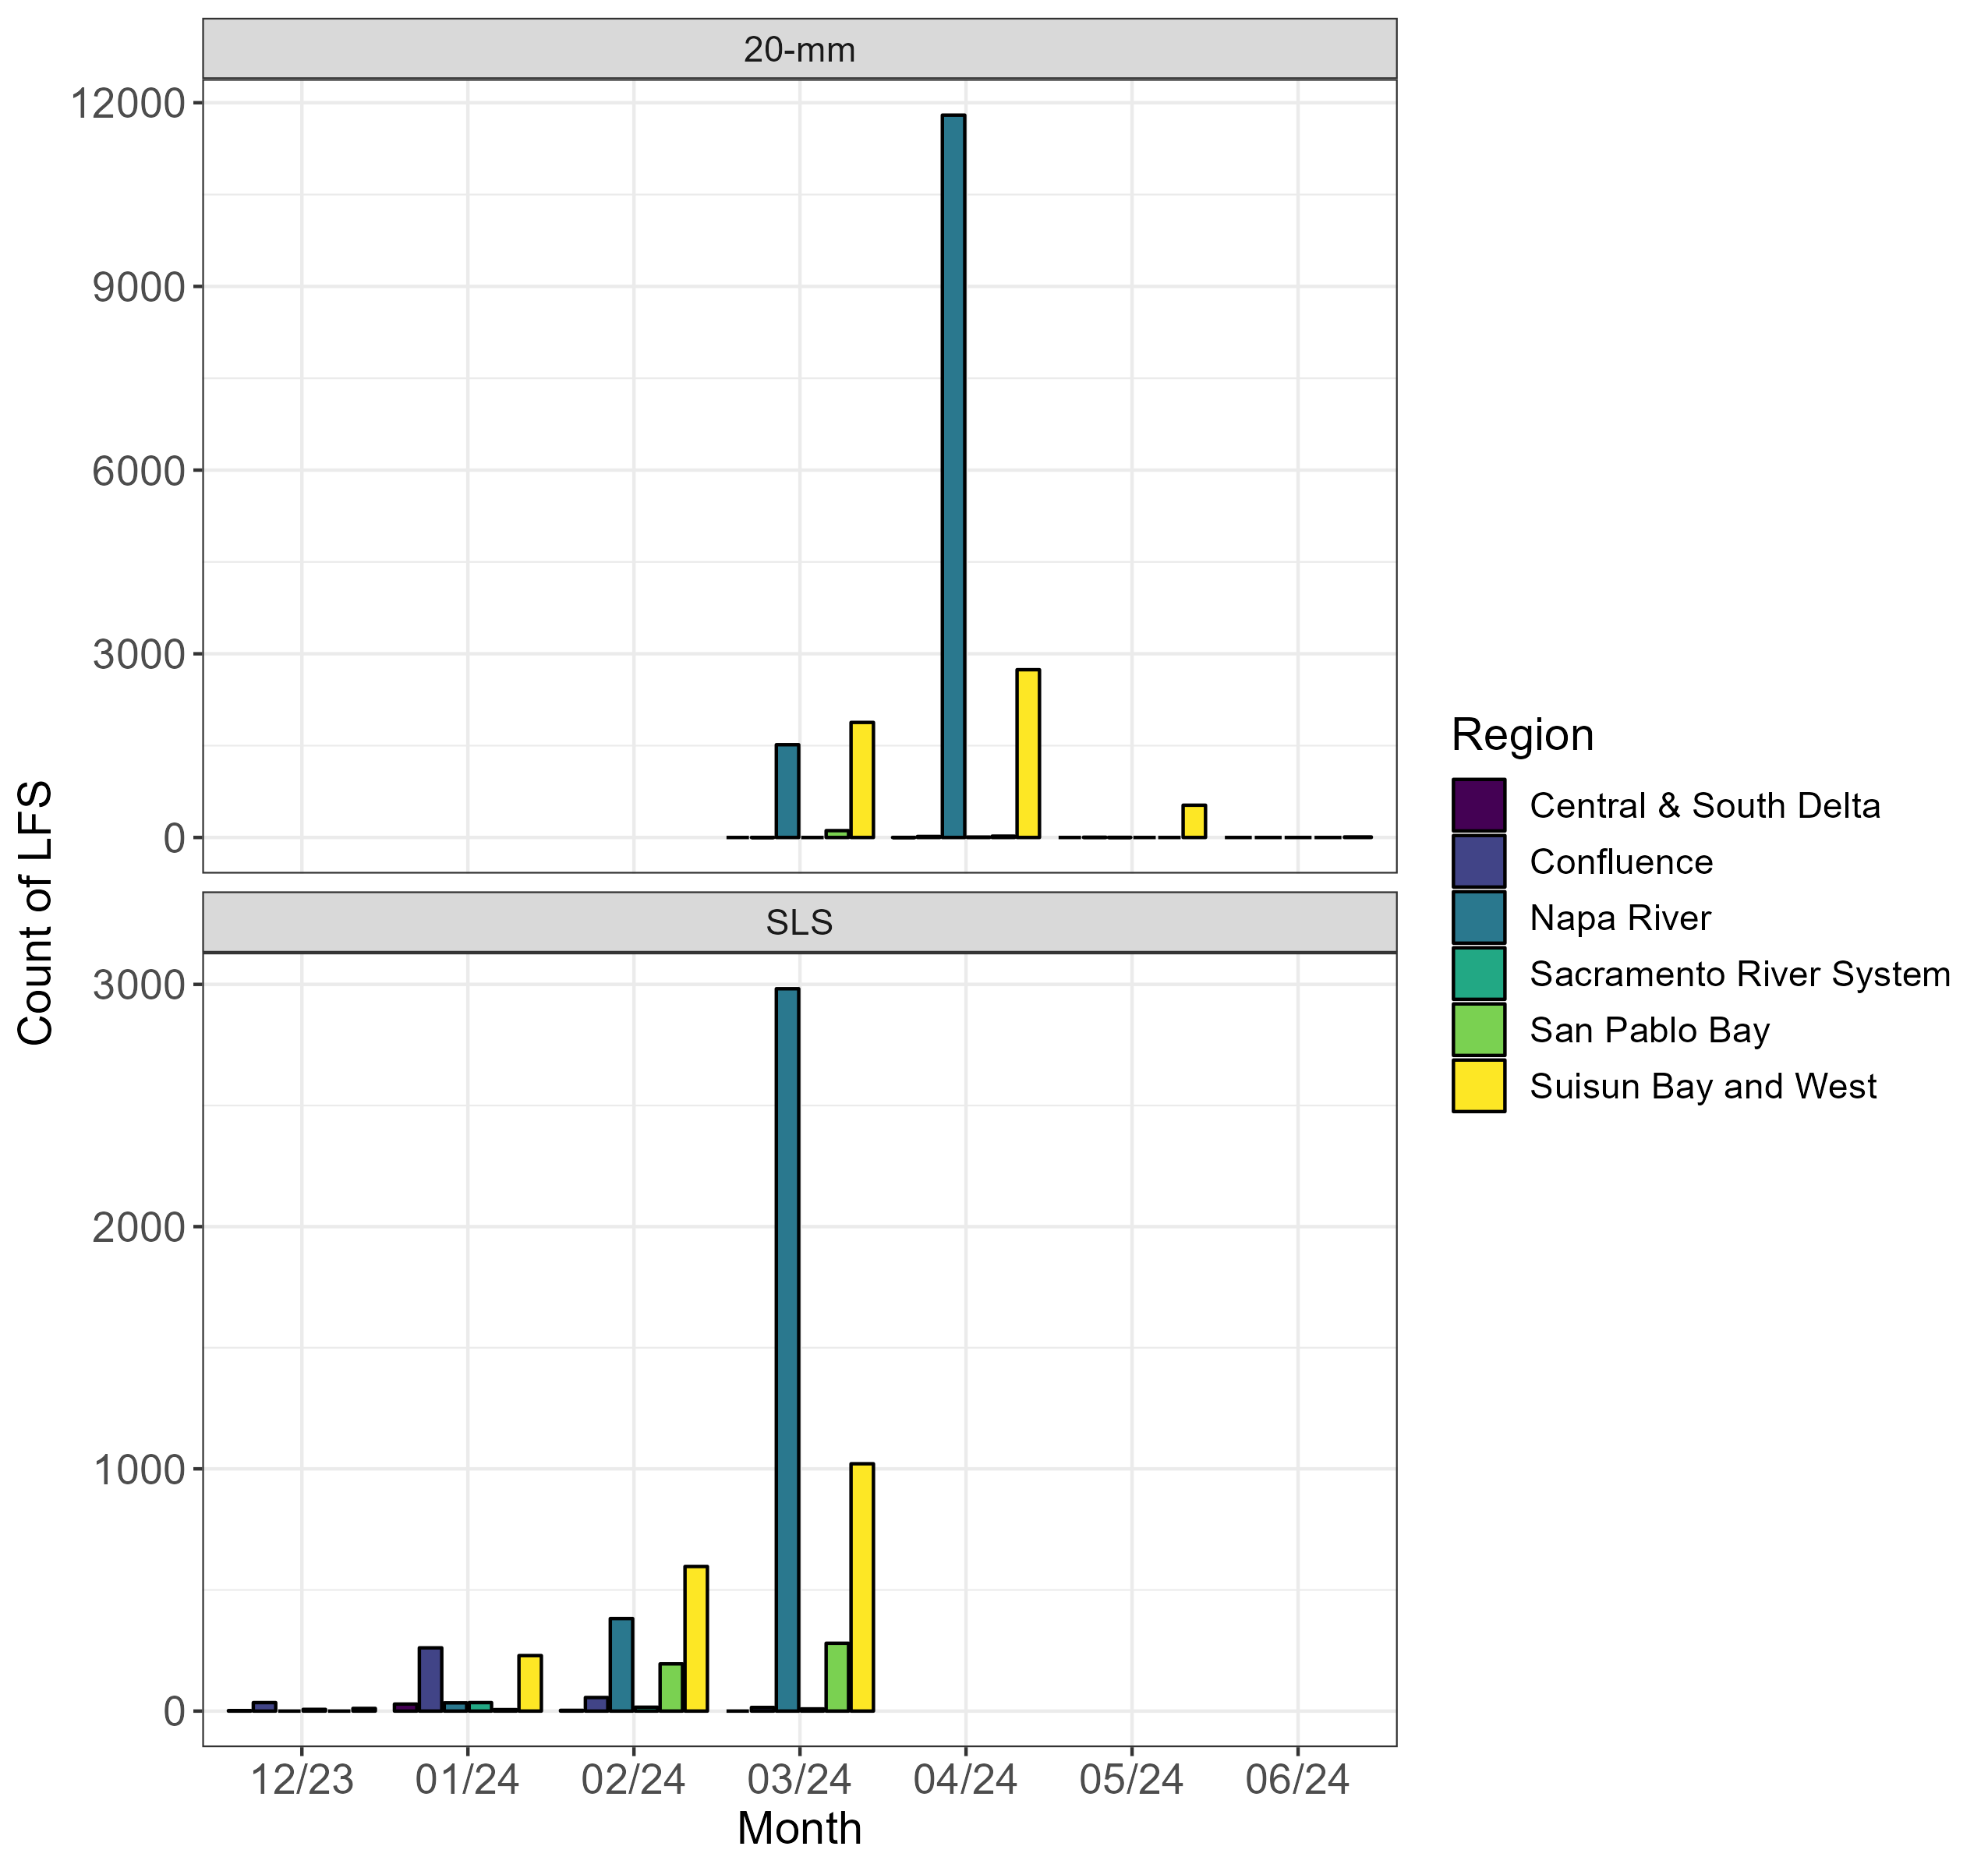 20-mm
12000
9000
6000
3000
0
SLS
3000
2000
1000
0
12/23 01/24 02/24 03/24 04/24 05/24 06/24
Month
Count of LFS
Region
Central & South Delta
Confluence
Napa River
Sacramento River System
San Pablo Bay
Suisun Bay and West